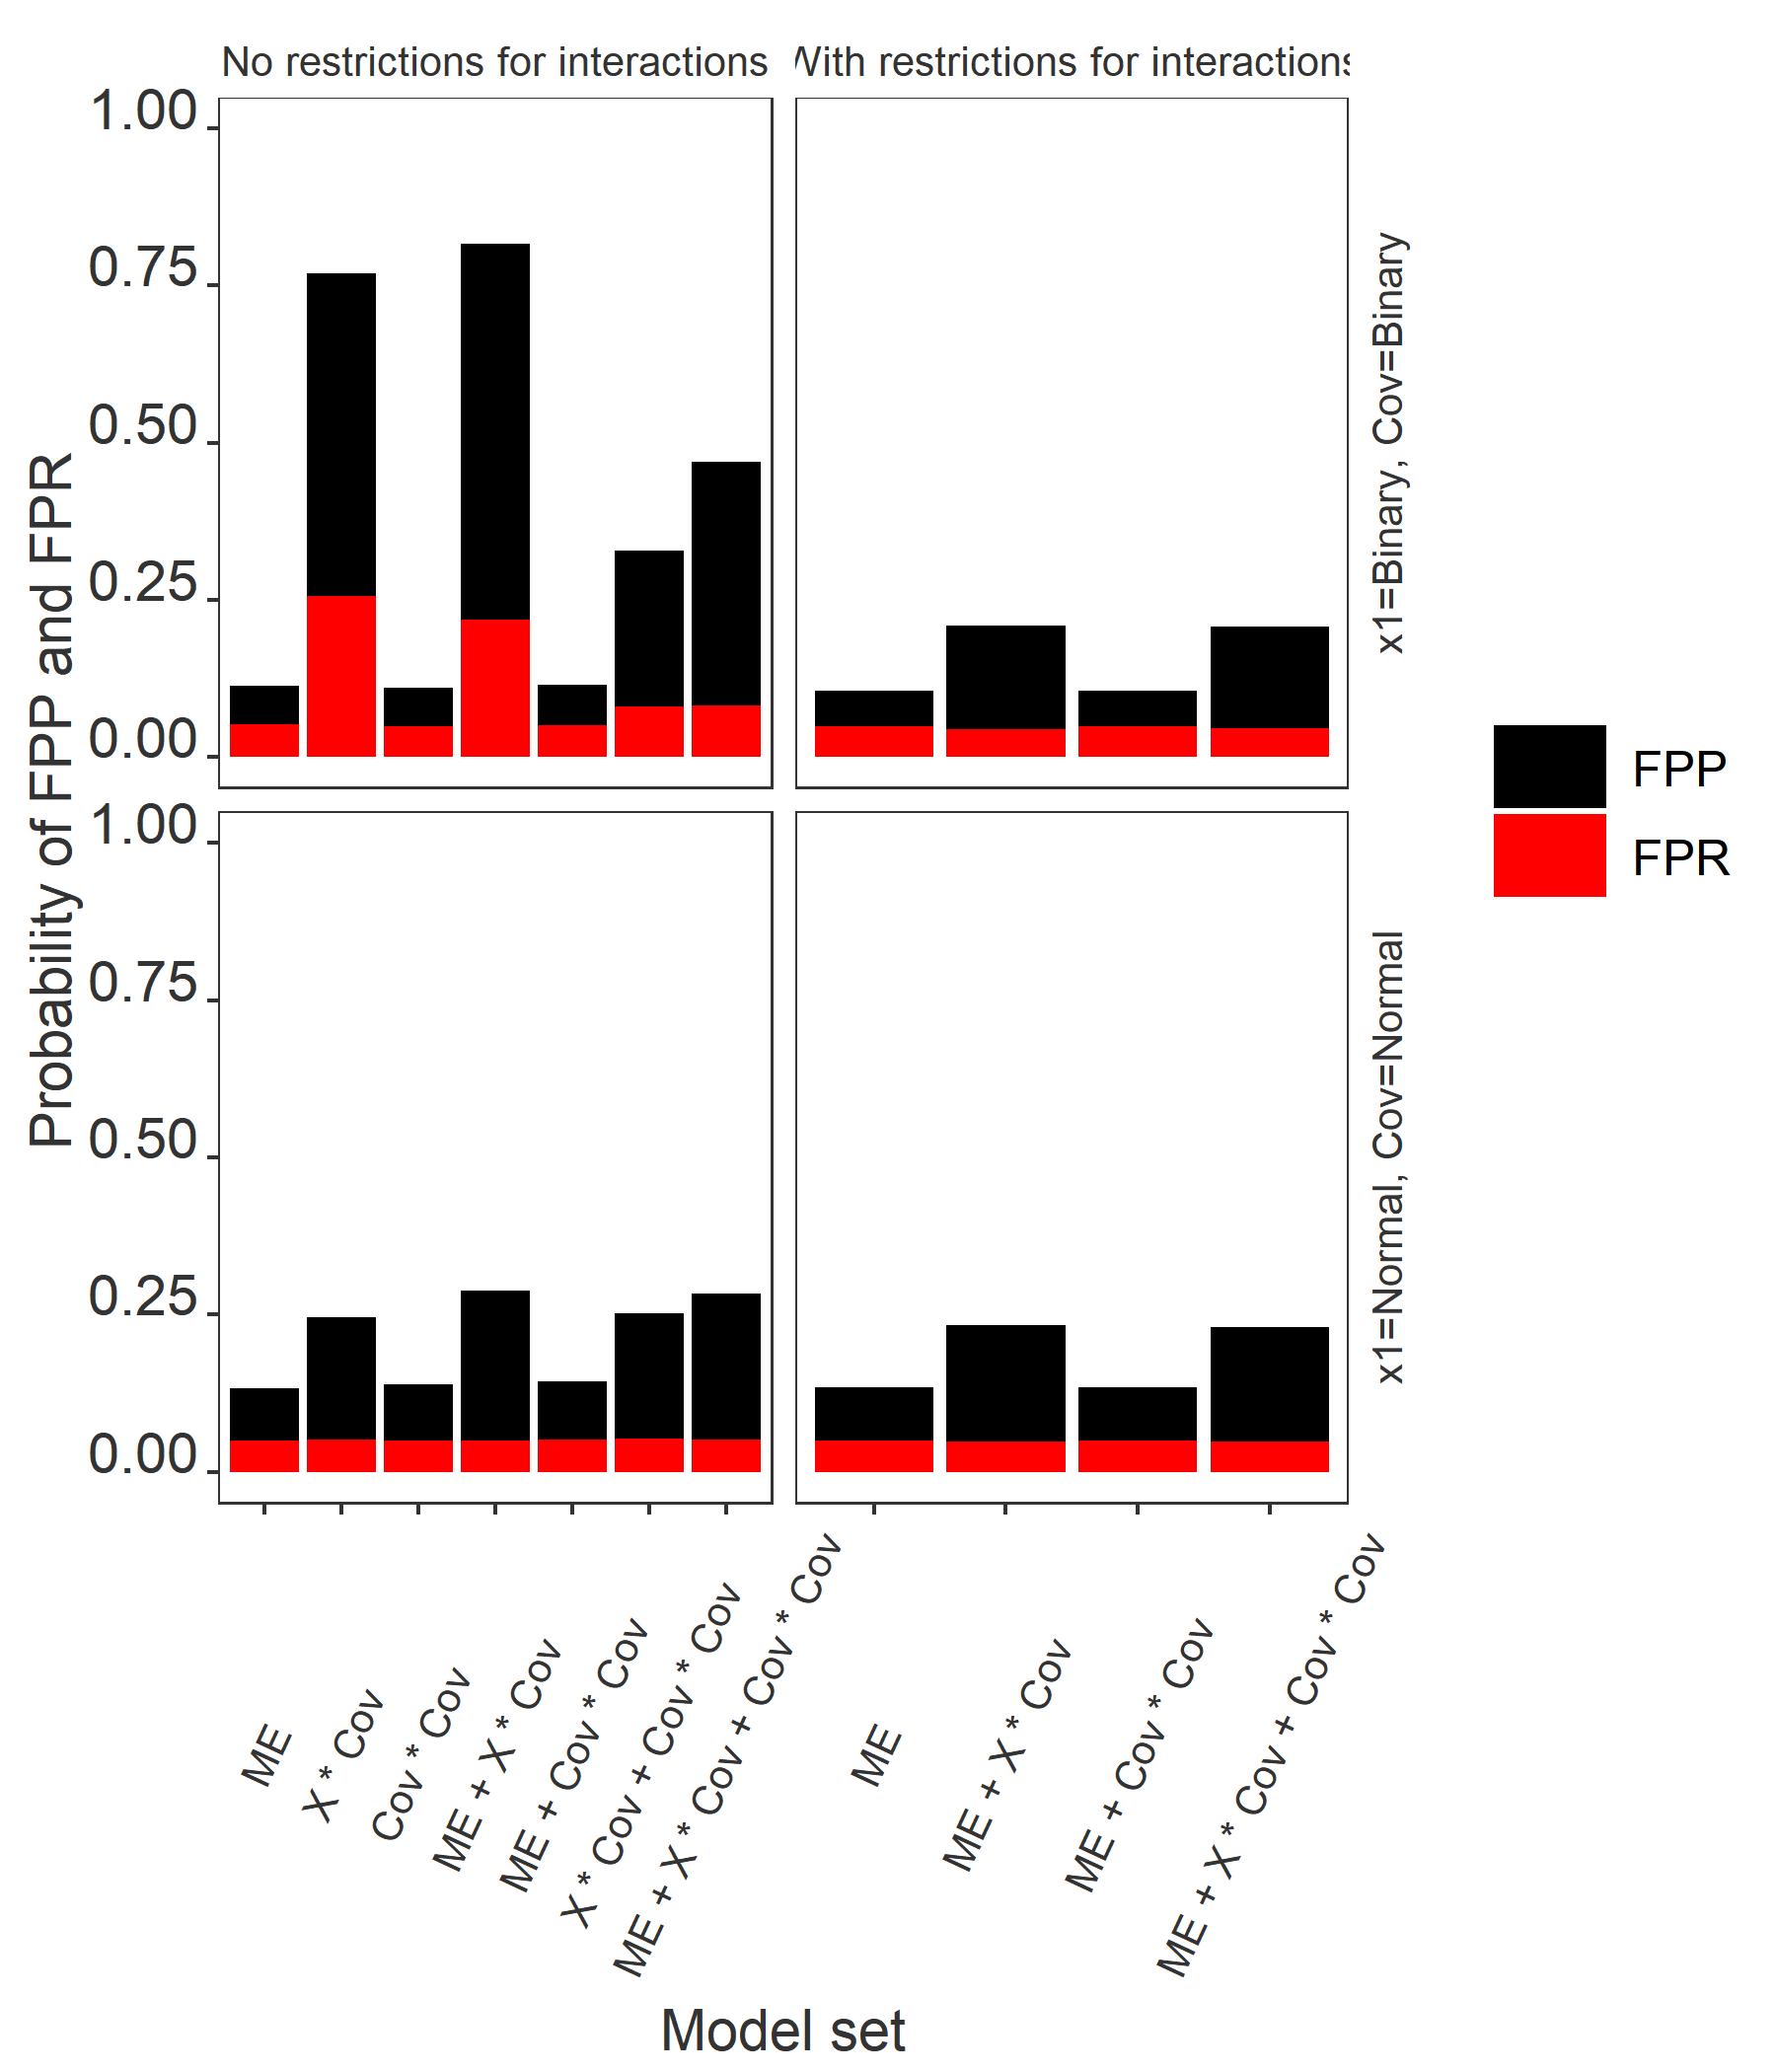 No restrictions for interactions
With restrictions for interactions
Probability of FPP and FPR
1.00
0.75
0.50
0.25
0.00
x1=Binary, Cov=Binary
1.00
0.75
0.50
0.25
0.00
x1=Normal, Cov=Normal
FPP
FPR
ME
X * Cov
Cov * Cov
ME + X * Cov
ME + Cov * Cov
X * Cov + Cov * Cov
ME + X * Cov + Cov * Cov
ME
ME + X * Cov
ME + Cov * Cov
ME + X * Cov + Cov * Cov
Model set